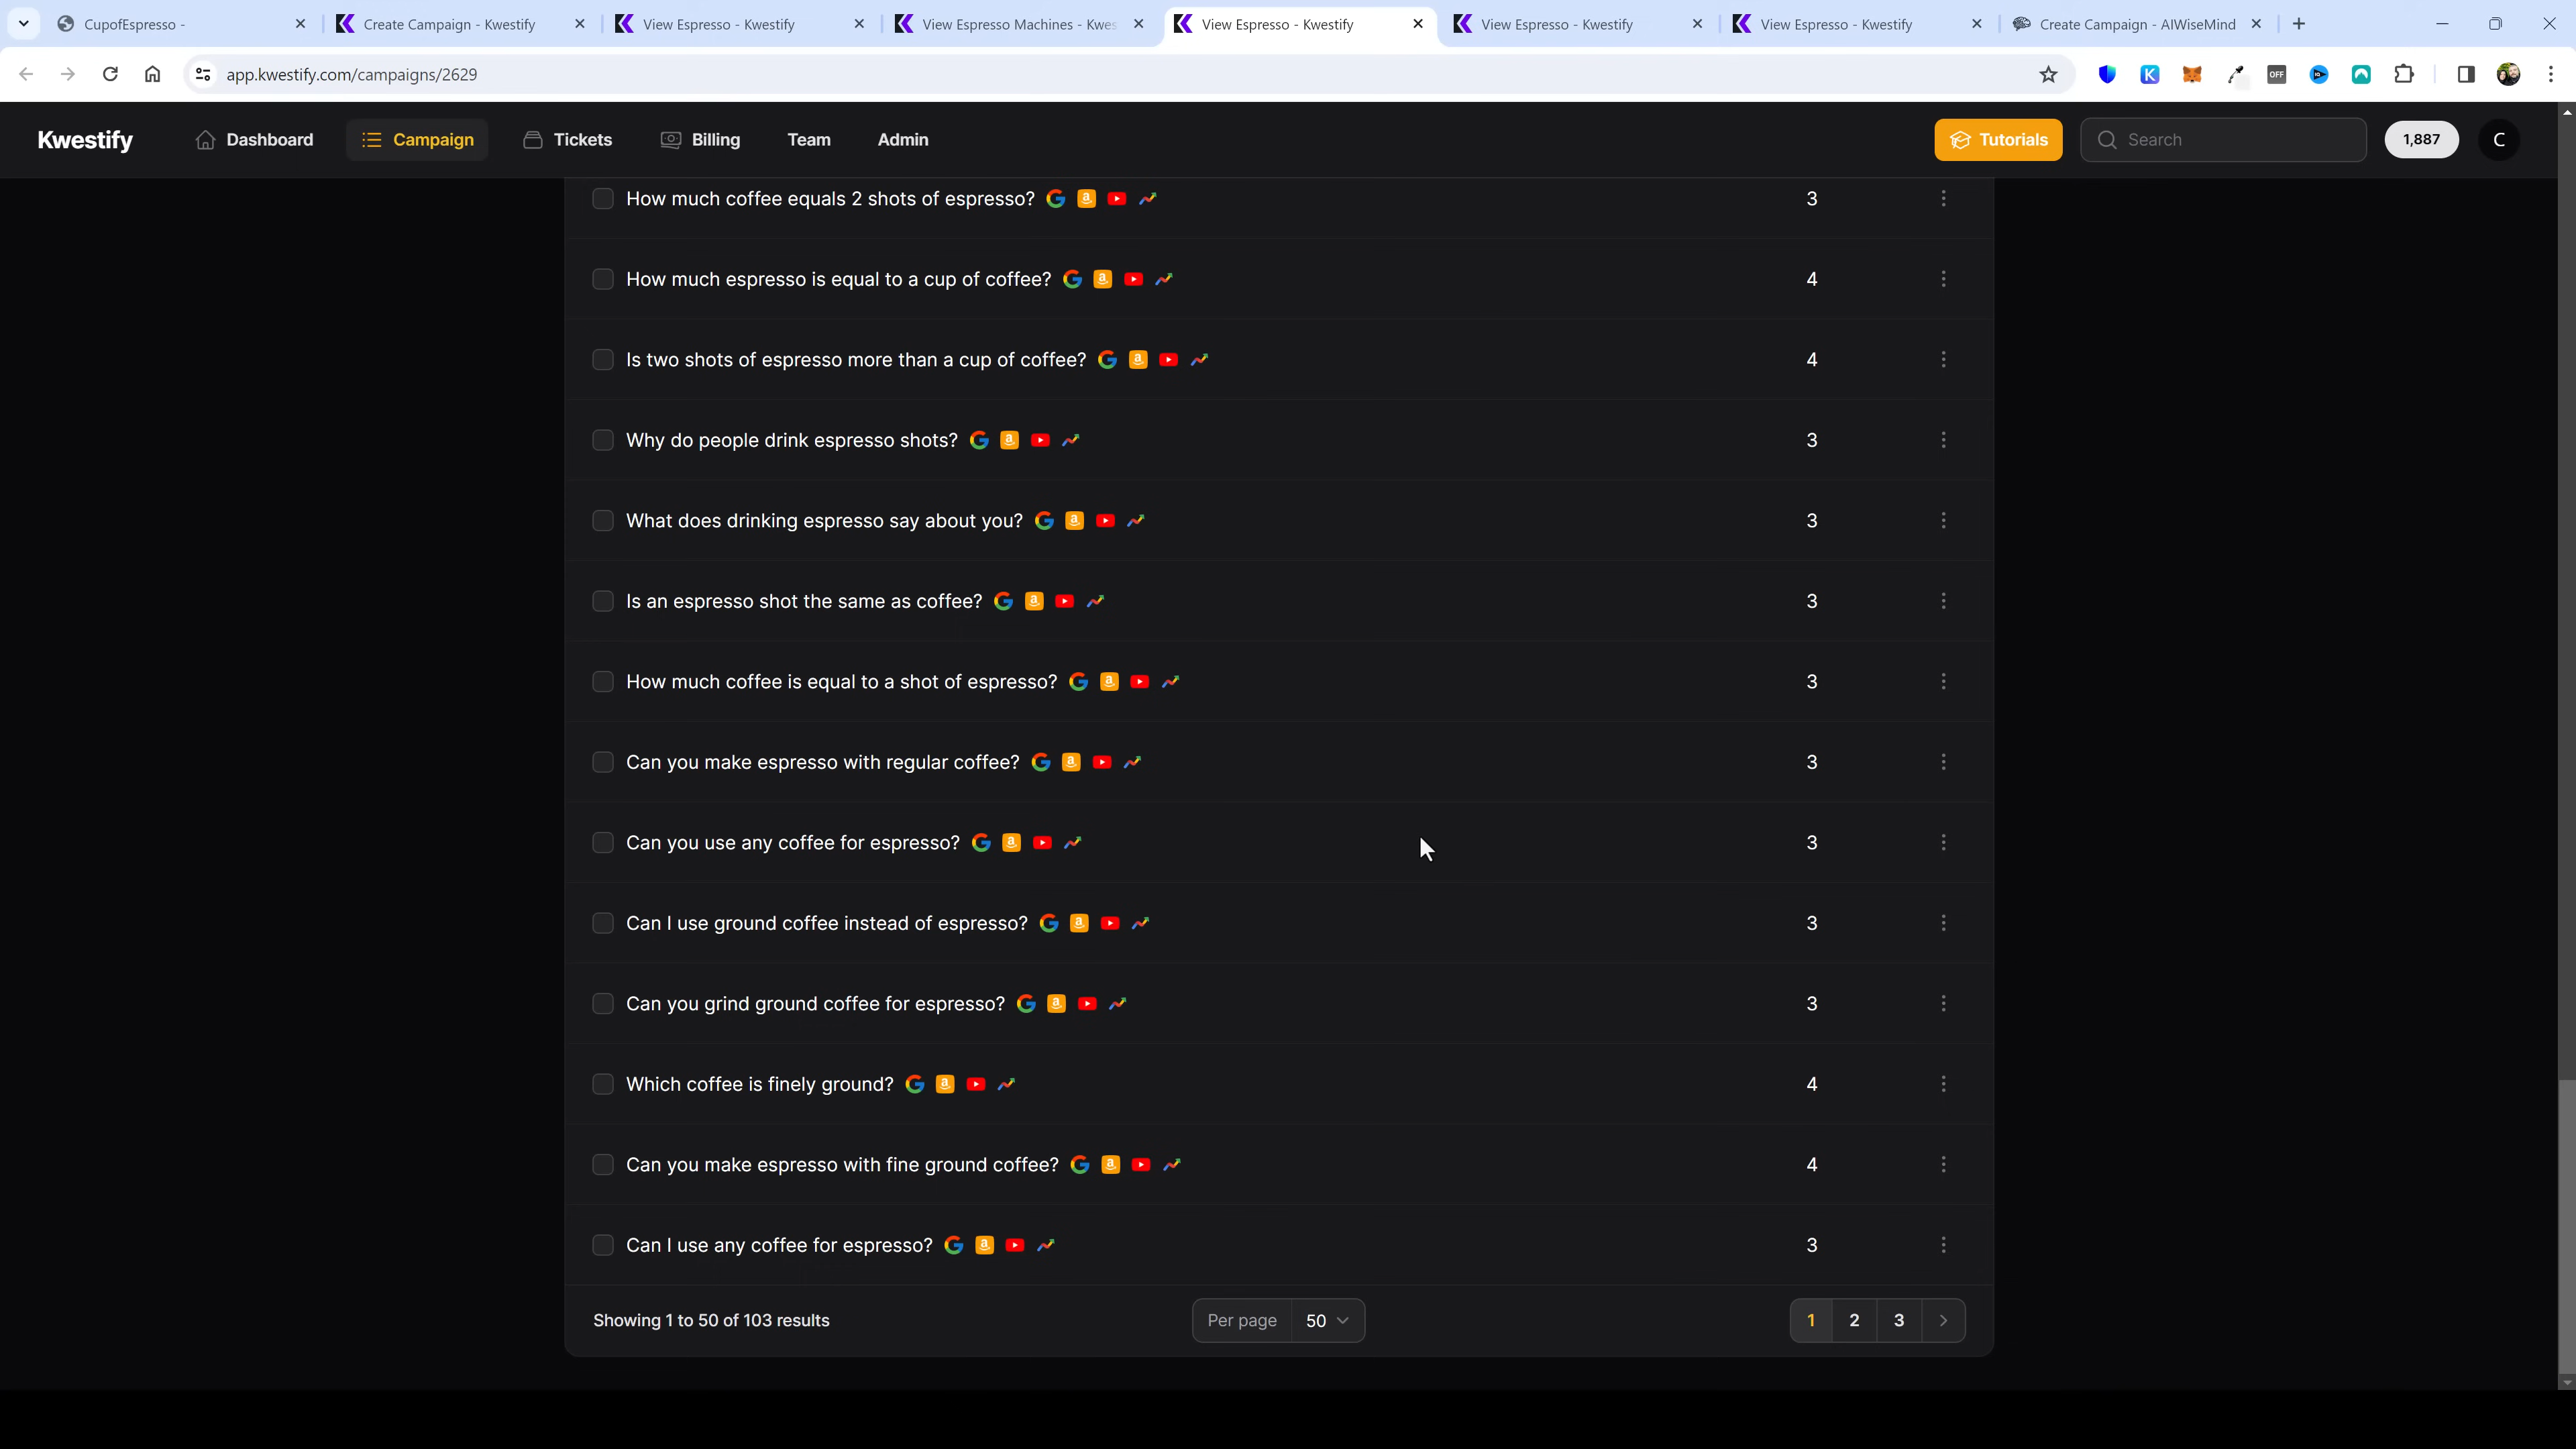 CupofEspresso -
Create Campaign - Kwestify
View Espresso - Kwestify
View Espresso Machines - Kwes
View Espresso - Kwestify
View Espresso - Kwestify
View Espresso - Kwestify
Create Campaign - AIWiseMind
app.kwestify.com/campaigns/2629
OFF
Kwestify
Dashboard
Campaign
Tickets
Billing
Team
Admin
Tutorials
Search
1,887
C
How much coffee equals 2 shots of espresso? 3
How much espresso is equal to a cup of coffee? 4
Is two shots of espresso more than a cup of coffee? 4
Why do people drink espresso shots? 3
What does drinking espresso say about you? 3
Is an espresso shot the same as coffee? 3
How much coffee is equal to a shot of espresso? 3
Can you make espresso with regular coffee? 3
Can you use any coffee for espresso? 3
Can I use ground coffee instead of espresso? 3
Can you grind ground coffee for espresso? 3
Which coffee is finely ground? 4
Can you make espresso with fine ground coffee? 4
Can I use any coffee for espresso? 3
Showing 1 to 50 of 103 results
Per page 50
1 2 3